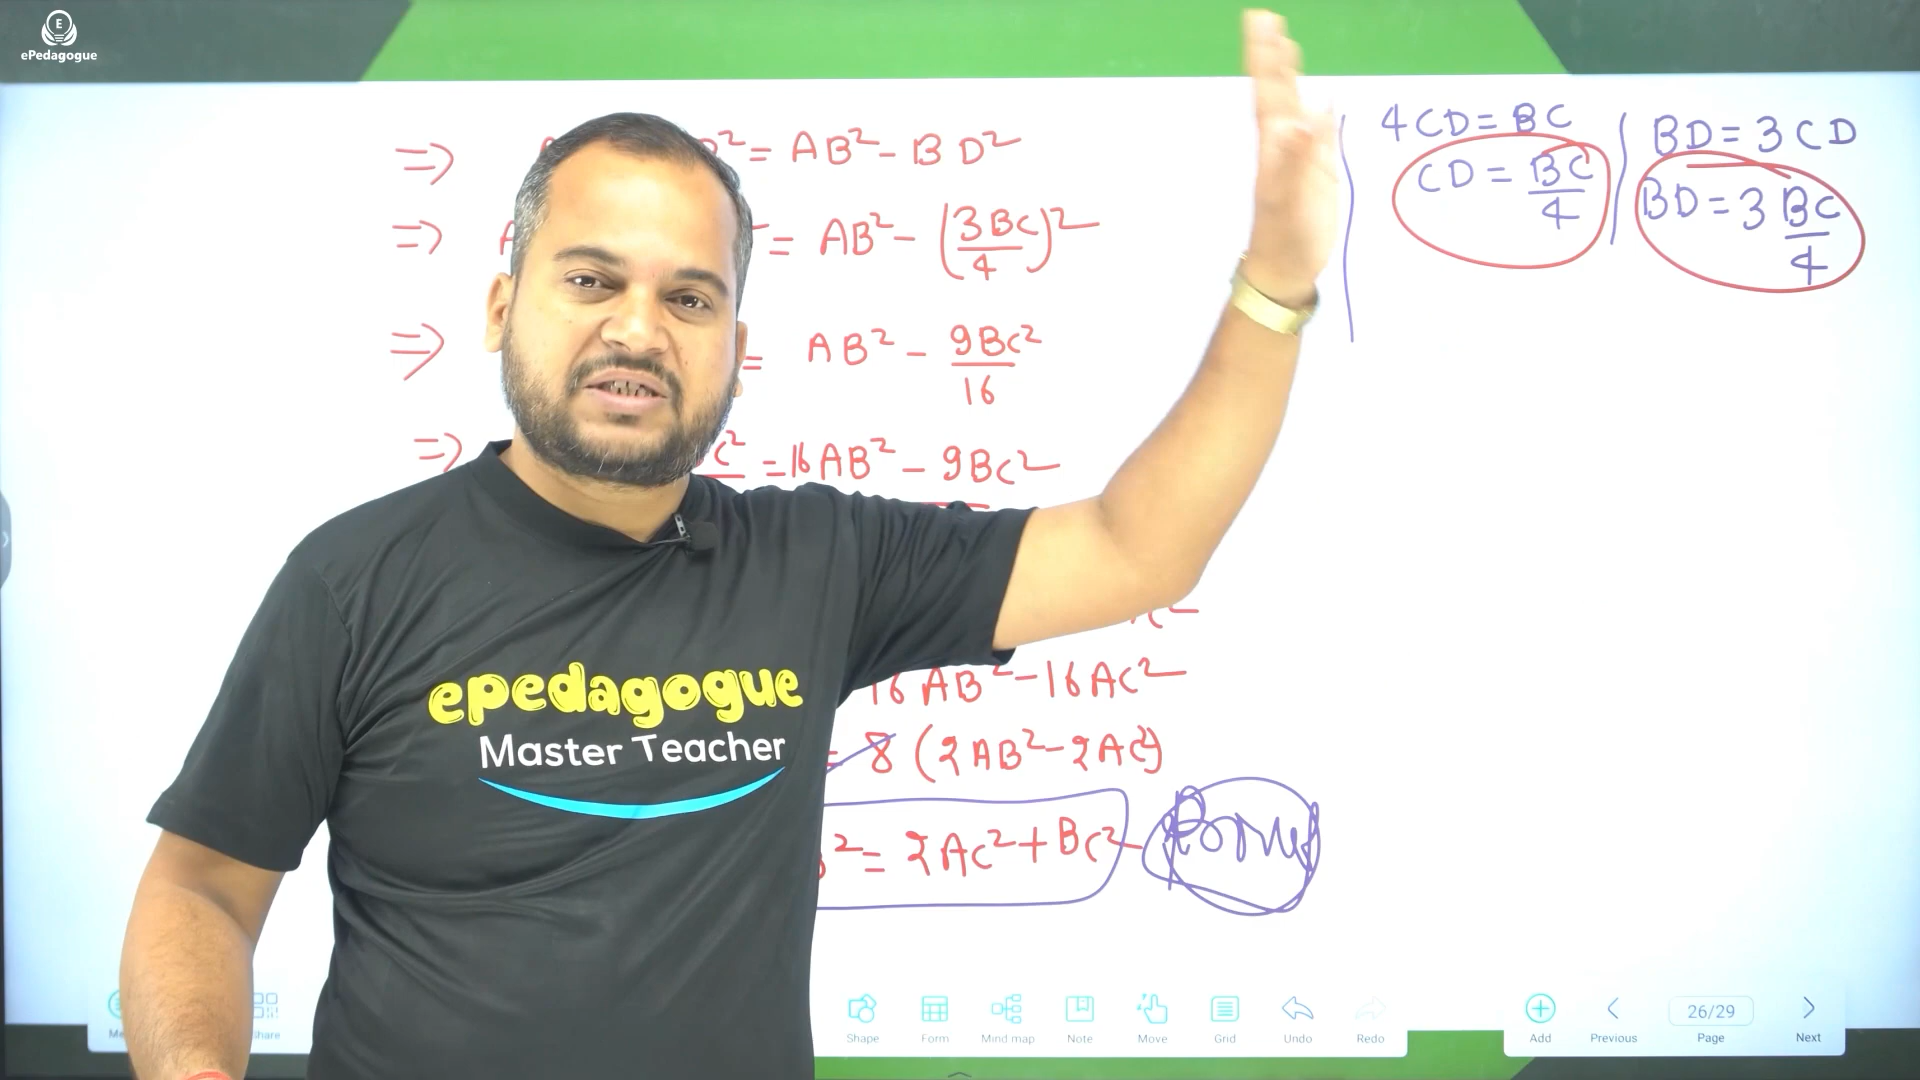 E
ePedagogue
=> = AB² - BD²
=> = AB² - (3BC/4)²
=> = AB² - 9BC²/16
=> C² = 16AB² - 9BC²
16AB² - 16AC²
= 8 (2AB² - 2AC²)
² = 2AC² + BC²
4CD = BC
CD = BC/4
BD = 3CD
BD = 3 BC/4
epedagogue
Master Teacher
Shape
Form
Mind map
Note
Move
Grid
Undo
Redo
Add
Previous
26/29
Page
Next